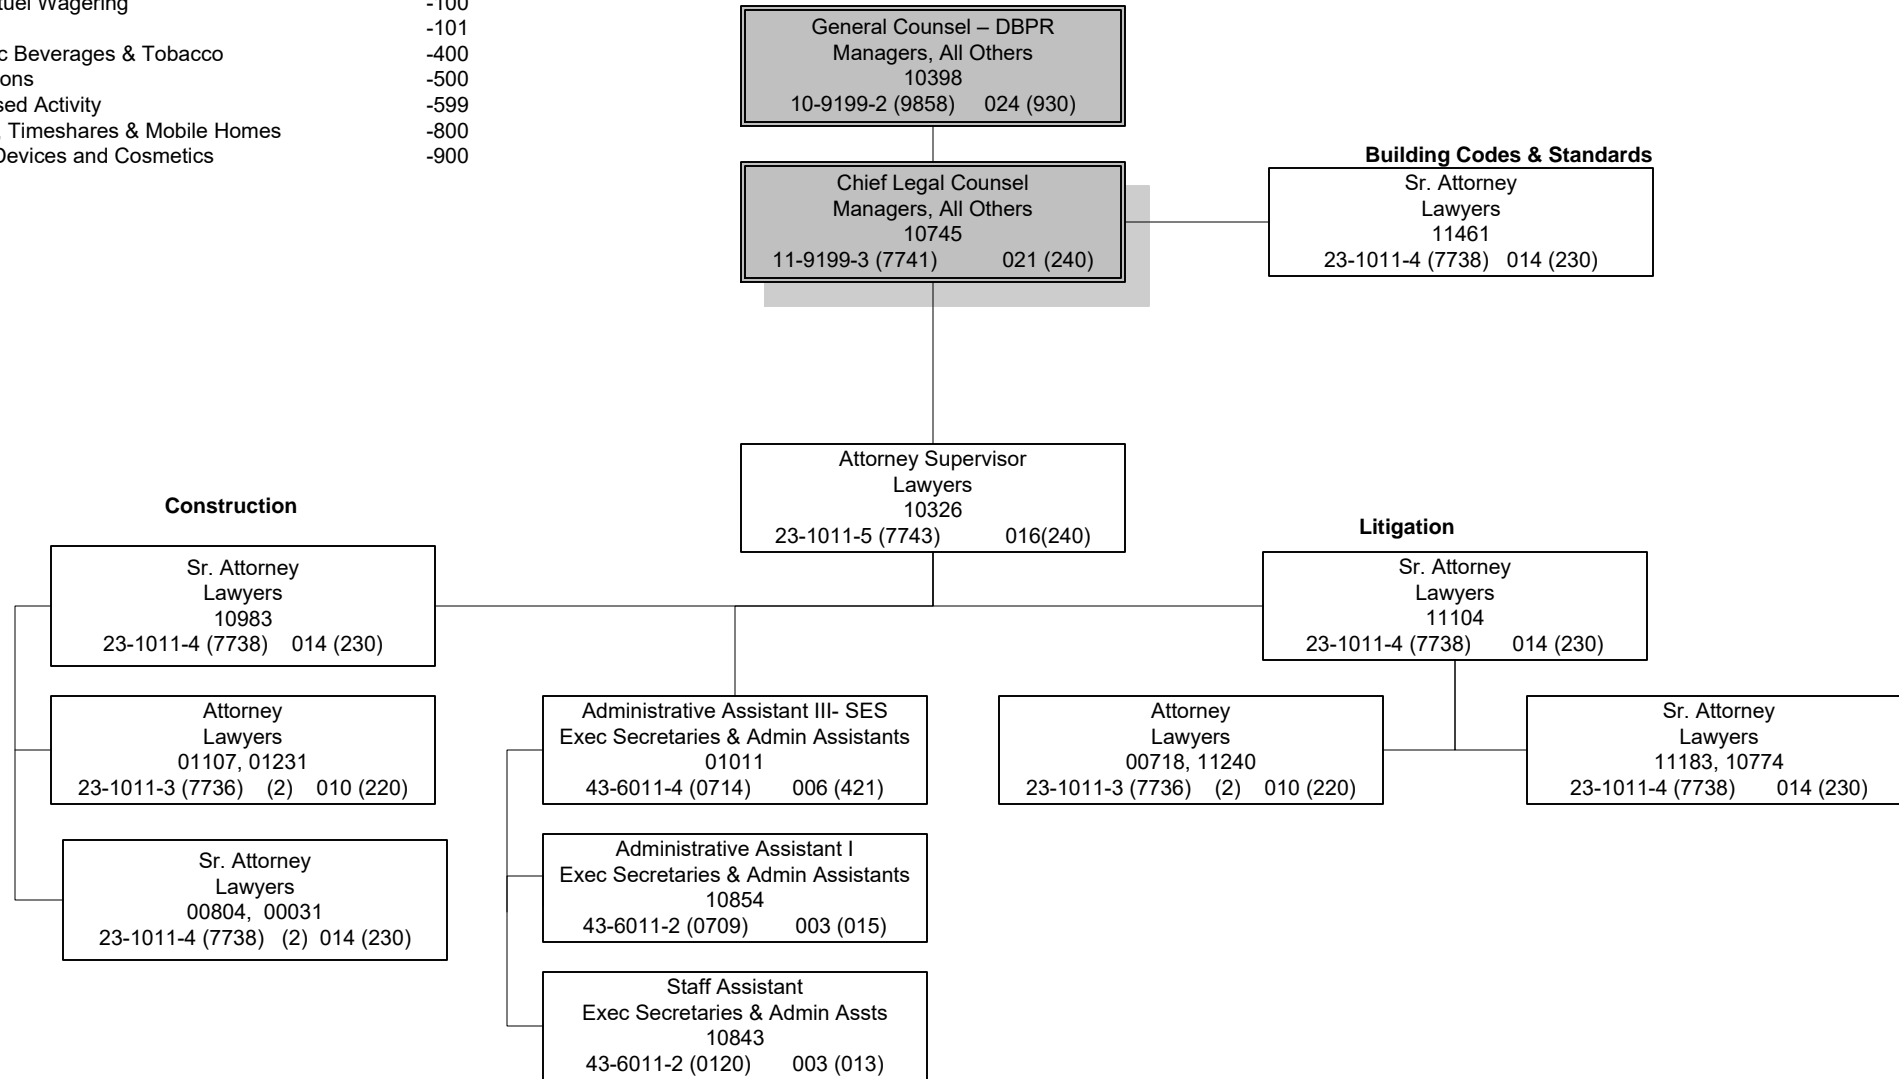 Wagering -100
-101
Beverages & Tobacco -400
-500
Activity -599
Timeshares & Mobile Homes -800
Devices and Cosmetics -900
General Counsel – DBPR
Managers, All Others
10398
10-9199-2 (9858) 024 (930)
Chief Legal Counsel
Managers, All Others
10745
11-9199-3 (7741) 021 (240)
Building Codes & Standards
Sr. Attorney
Lawyers
11461
23-1011-4 (7738) 014 (230)
Attorney Supervisor
Lawyers
10326
23-1011-5 (7743) 016(240)
Construction
Sr. Attorney
Lawyers
10983
23-1011-4 (7738) 014 (230)
Attorney
Lawyers
01107, 01231
23-1011-3 (7736) (2) 010 (220)
Sr. Attorney
Lawyers
00804, 00031
23-1011-4 (7738) (2) 014 (230)
Administrative Assistant III- SES
Exec Secretaries & Admin Assistants
01011
43-6011-4 (0714) 006 (421)
Administrative Assistant I
Exec Secretaries & Admin Assistants
10854
43-6011-2 (0709) 003 (015)
Staff Assistant
Exec Secretaries & Admin Assts
10843
43-6011-2 (0120) 003 (013)
Litigation
Sr. Attorney
Lawyers
11104
23-1011-4 (7738) 014 (230)
Attorney
Lawyers
00718, 11240
23-1011-3 (7736) (2) 010 (220)
Sr. Attorney
Lawyers
11183, 10774
23-1011-4 (7738) 014 (230)